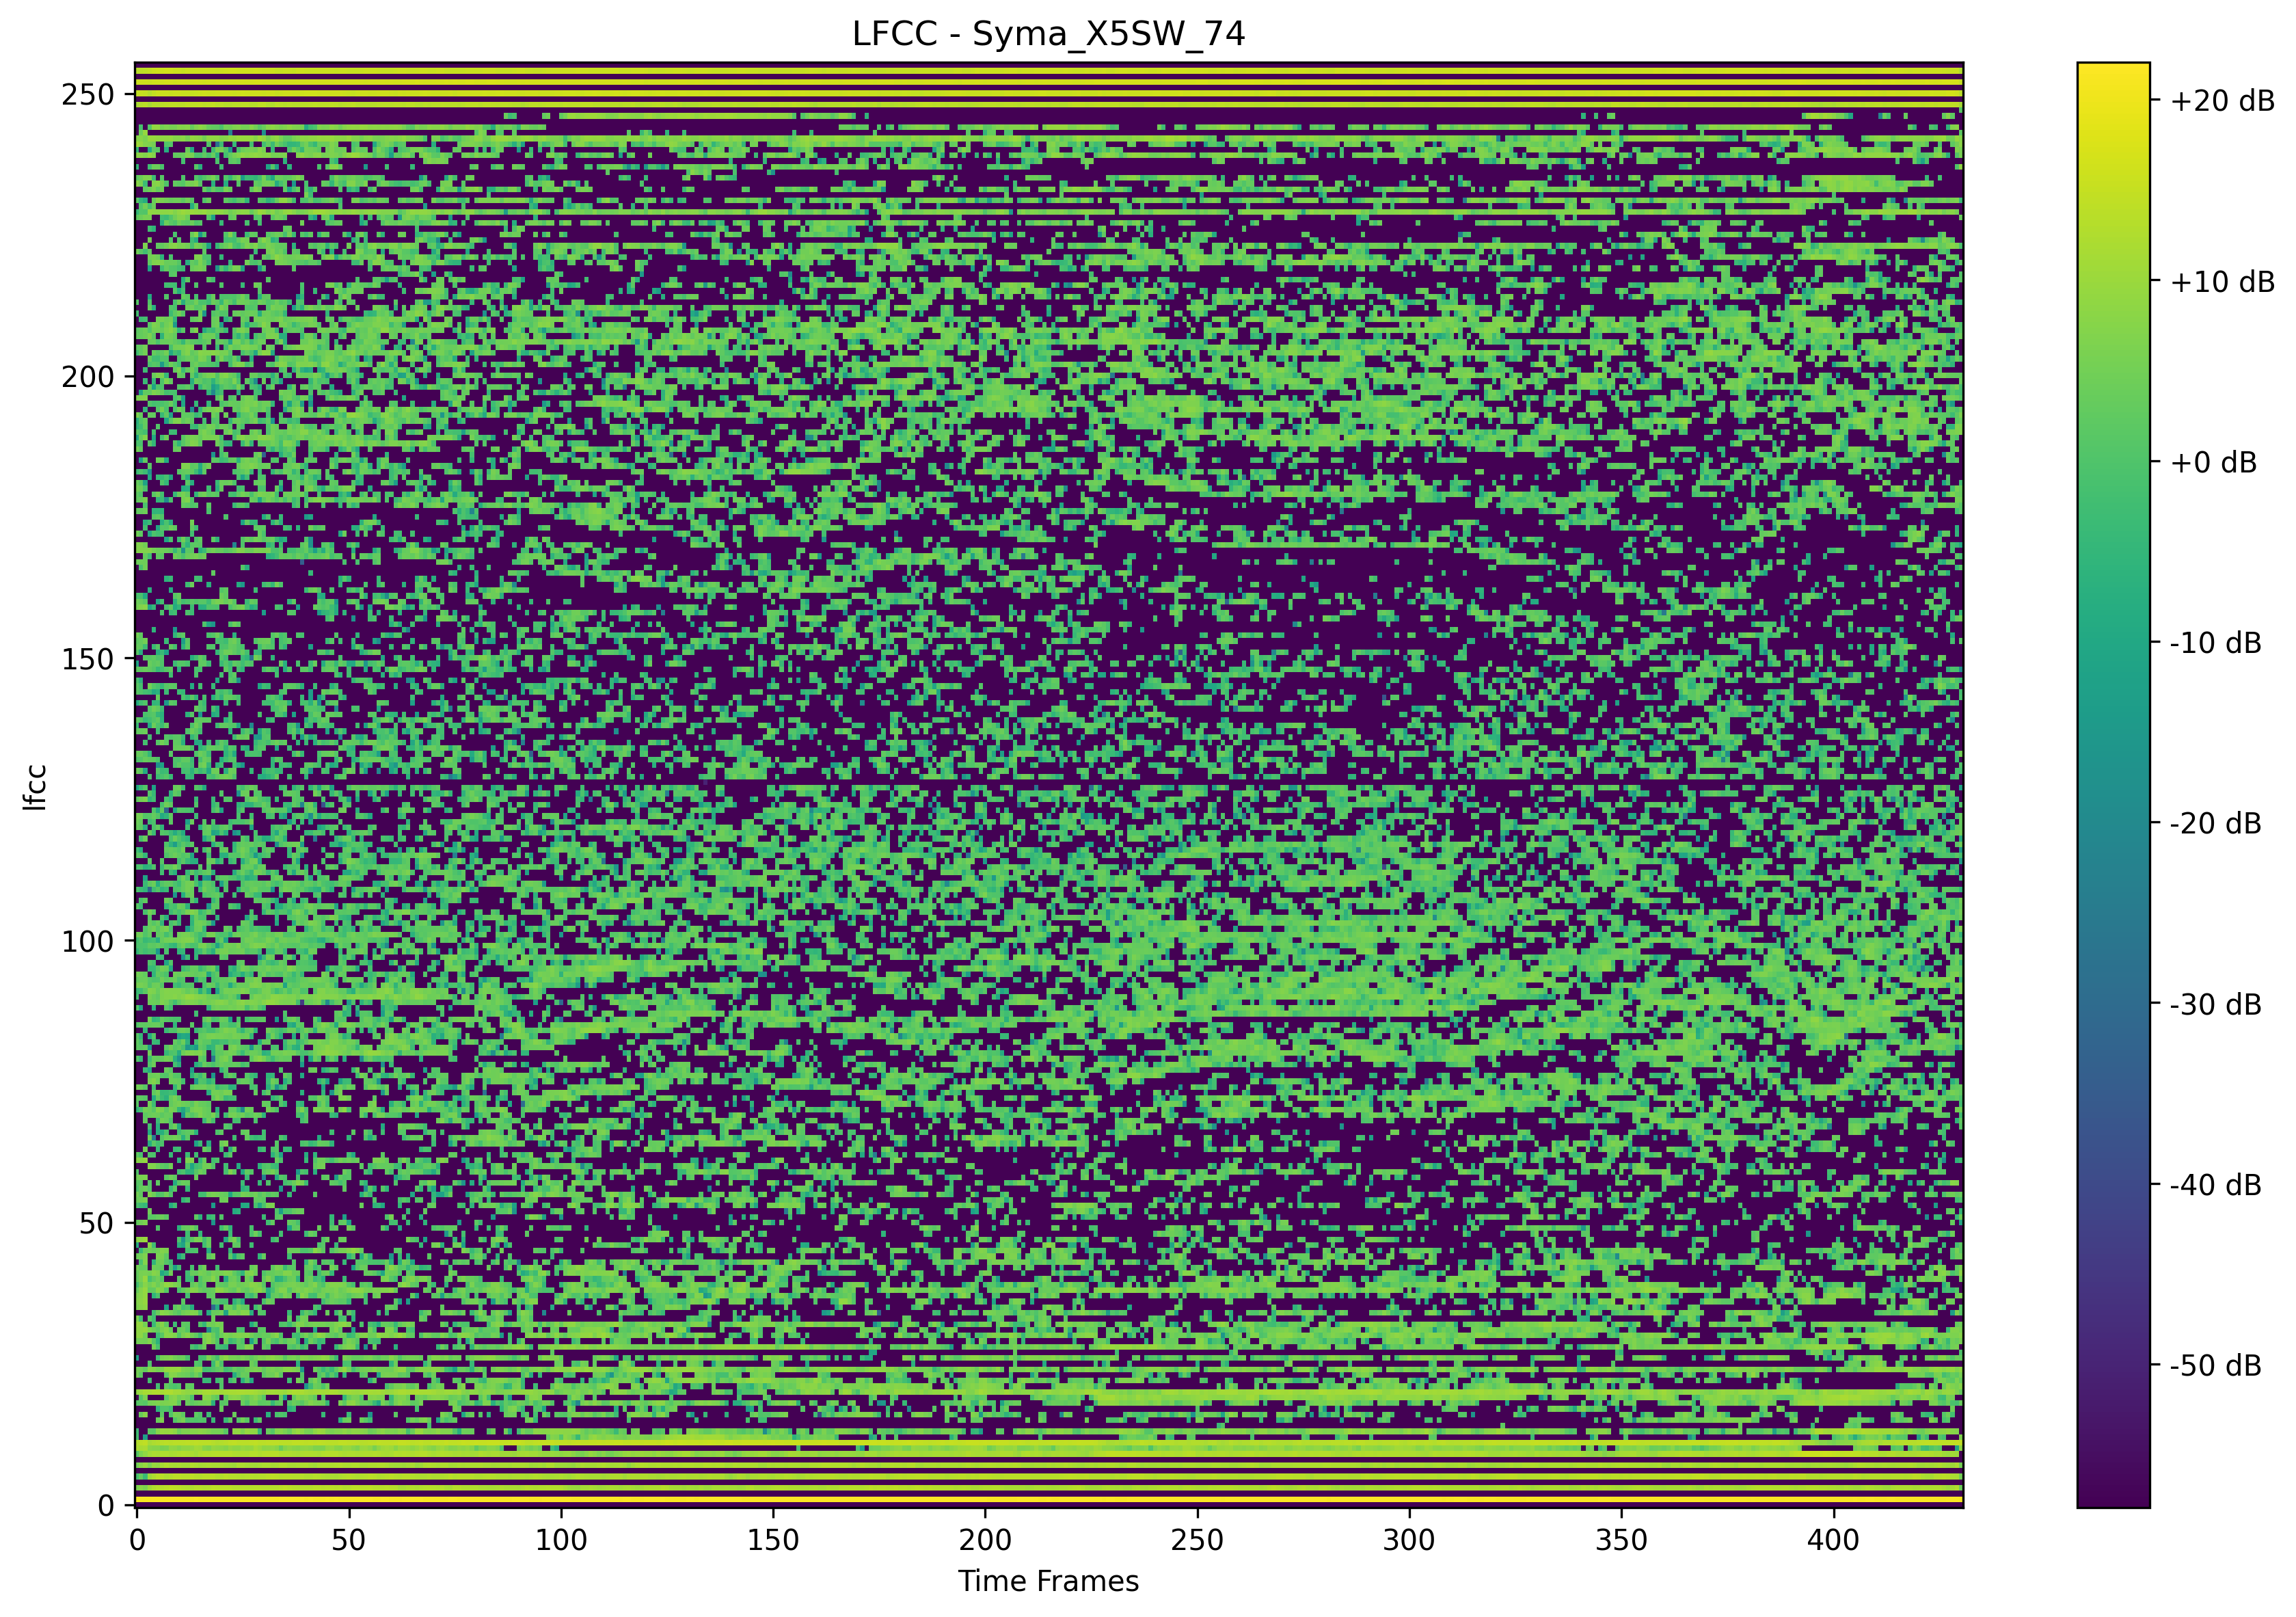 LFCC - Syma_X5SW_74
250
200
150
100
50
0
lfcc
0 50 100 150 200 250 300 350 400
Time Frames
+20 dB
+10 dB
+0 dB
-10 dB
-20 dB
-30 dB
-40 dB
-50 dB